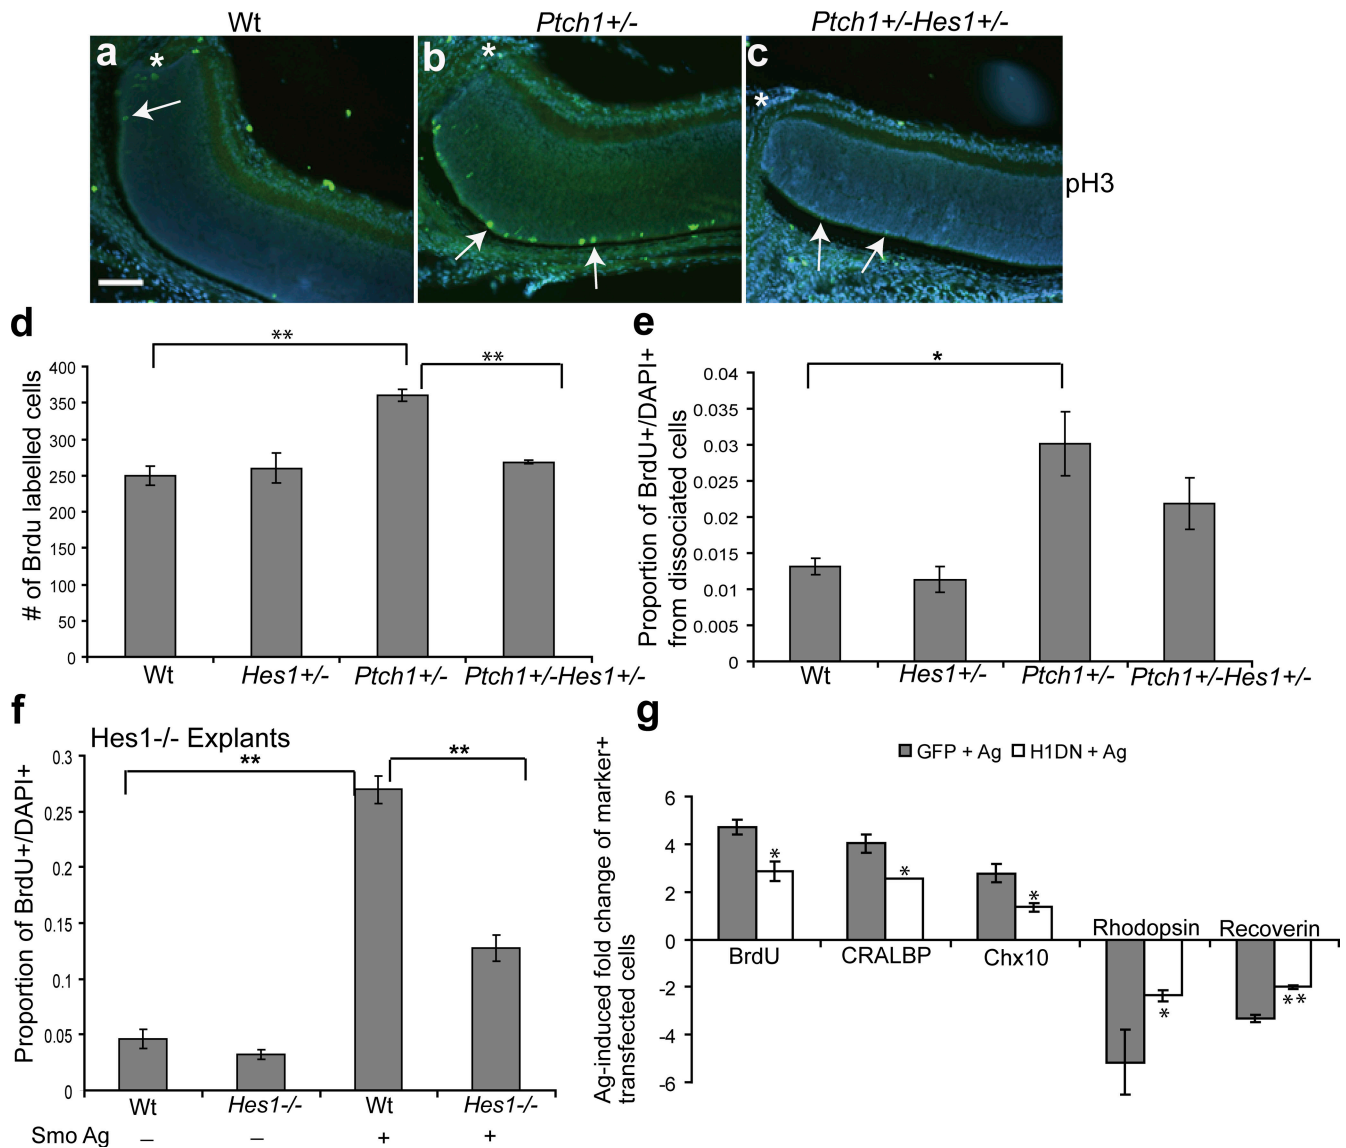 Wt
Ptch1+/-
Ptch1+/-Hes1+/-
a
*
b
*
c
*
pH3
d
# of Brdu labelled cells
400
350
300
250
200
150
100
50
0
**
**
Wt
Hes1+/-
Ptch1+/-
Ptch1+/-Hes1+/-
e
Proportion of BrdU+/DAPI+
from dissociated cells
0.04
0.035
0.03
0.025
0.02
0.015
0.01
0.005
0
*
Wt
Hes1+/-
Ptch1+/-
Ptch1+/-Hes1+/-
f
Hes1-/- Explants
Proportion of BrdU+/DAPI+
0.3
0.25
0.2
0.15
0.1
0.05
0
**
**
Wt
Hes1-/-
Wt
Hes1-/-
Smo Ag
–
–
+
+
g
GFP + Ag
H1DN + Ag
Ag-induced fold change of marker+
transfected cells
6
4
2
0
-2
-4
-6
*
*
*
*
**
BrdU
CRALBP
Chx10
Rhodopsin
Recoverin